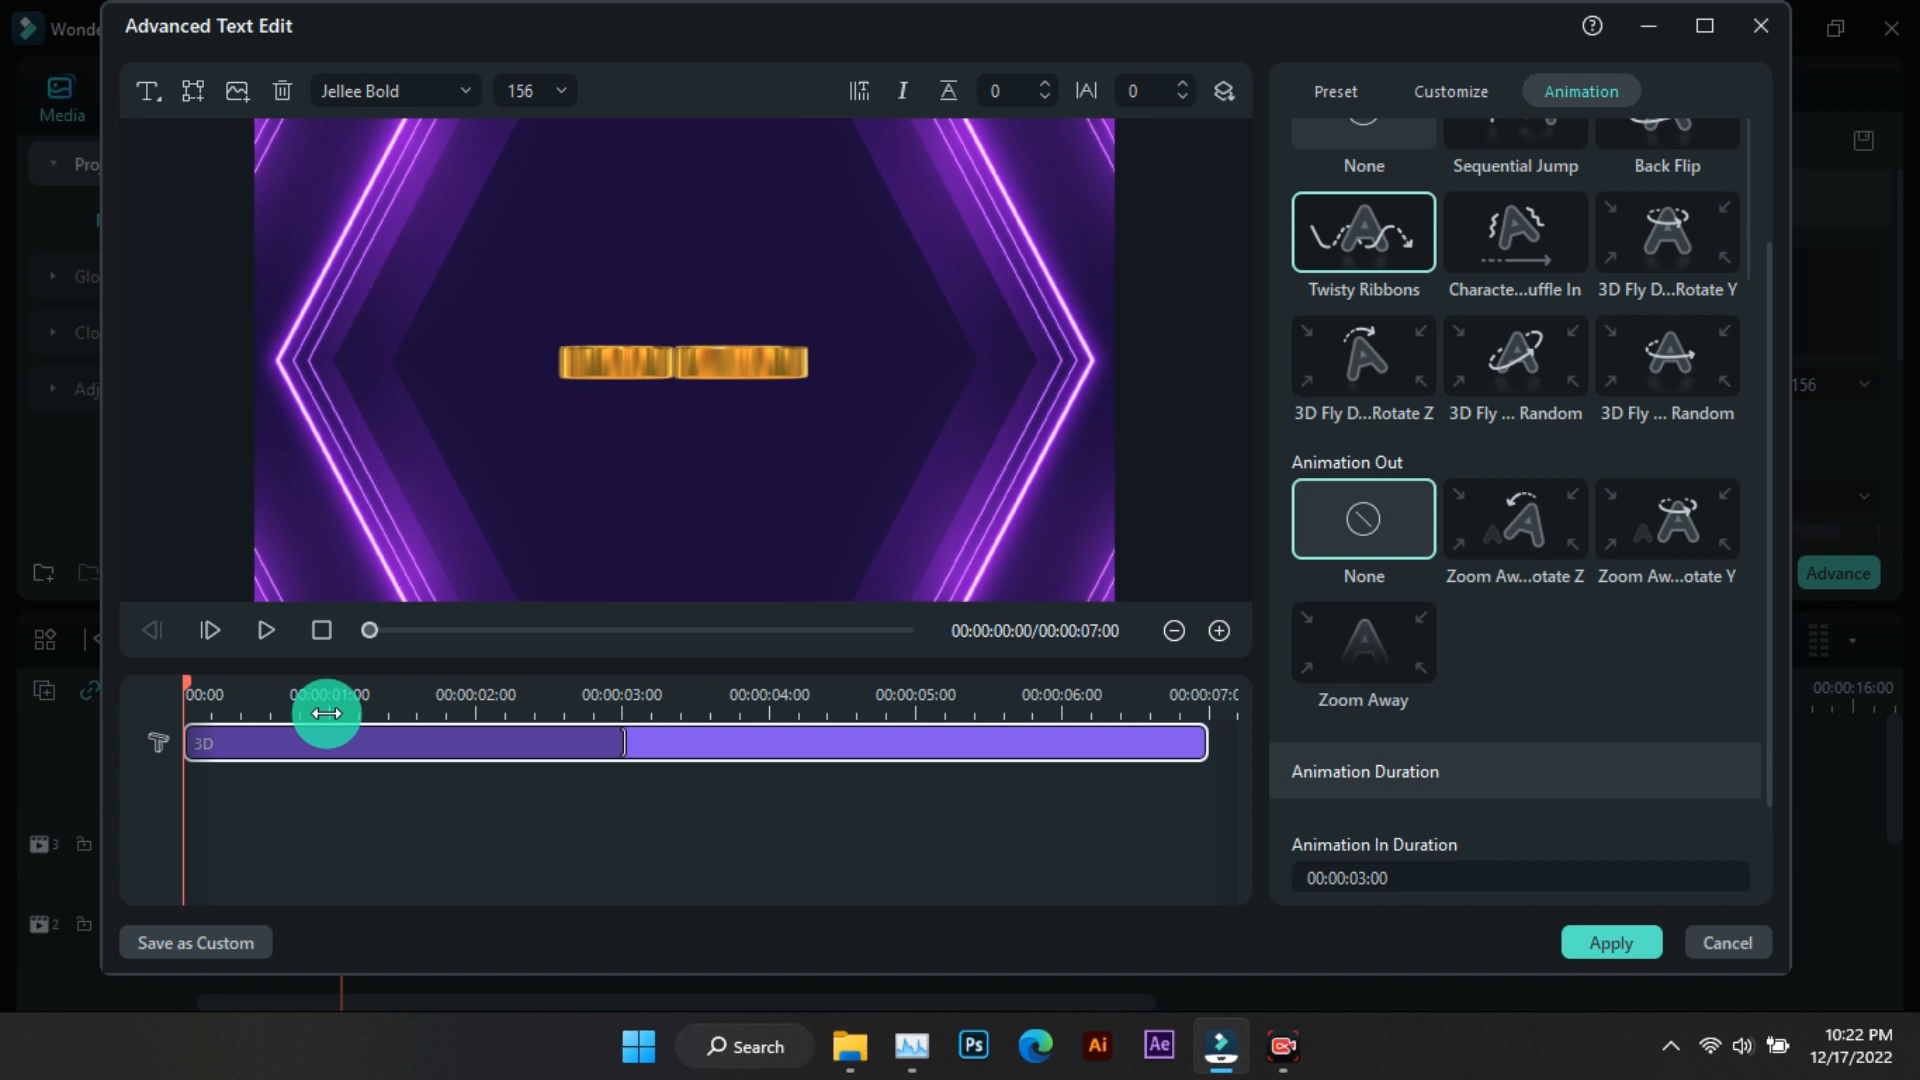 Advanced Text Edit
Wonde
Media
Pro
Glo
Clo
Adj
Jellee Bold
156
I
0
0
Preset
Customize
Animation
None
Sequential Jump
Back Flip
Twisty Ribbons
Characte...uffle In
3D Fly D...Rotate Y
3D Fly D...Rotate Z
3D Fly ... Random
3D Fly ... Random
Animation Out
None
Zoom Aw...otate Z
Zoom Aw...otate Y
Zoom Away
Animation Duration
Animation In Duration
00:00:03:00
156
Advance
00:00:00:00/00:00:07:00
00:00
00:00:01:00
00:00:02:00
00:00:03:00
00:00:04:00
00:00:05:00
00:00:06:00
00:00:07:0
00:00:16:00
3D
3
2
Save as Custom
Apply
Cancel
Search
Ps
Ai
Ae
10:22 PM
12/17/2022